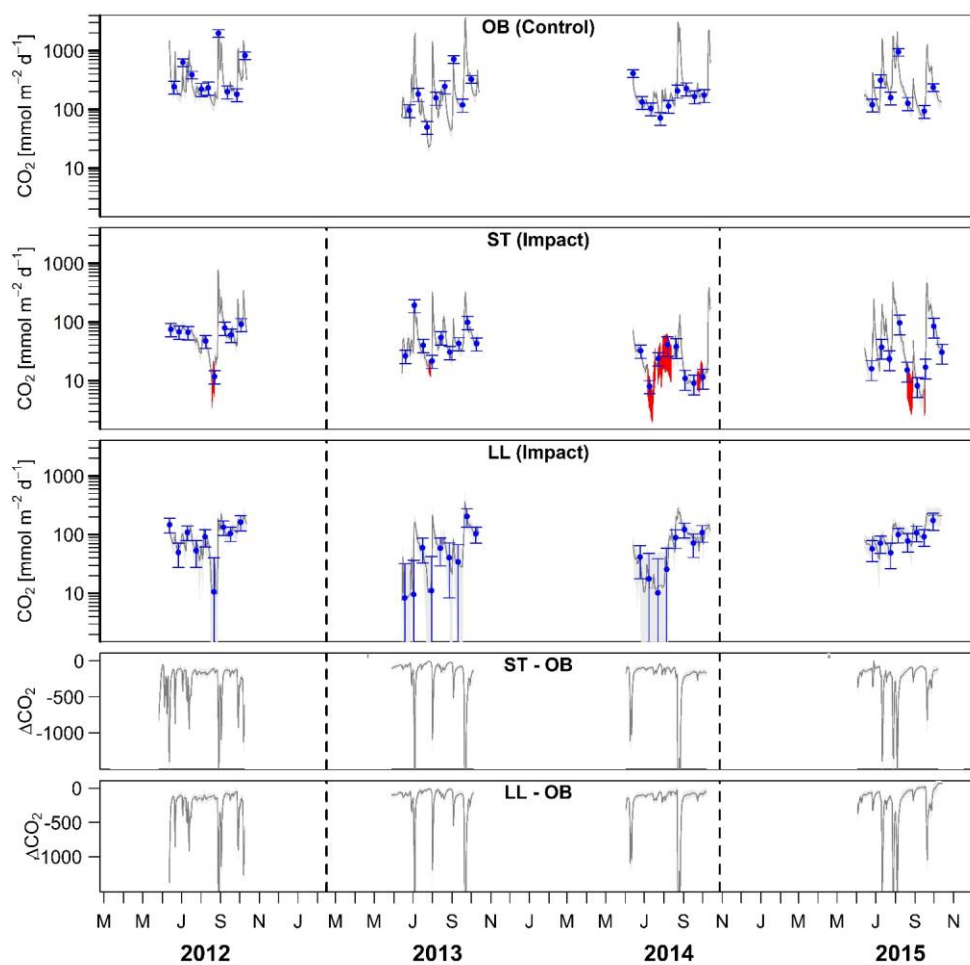 OB (Control)
CO2 [mmol m−2 d−1]
1000
100
10
ST (Impact)
CO2 [mmol m−2 d−1]
1000
100
10
LL (Impact)
CO2 [mmol m−2 d−1]
1000
100
10
ST - OB
ΔCO2
0
-500
-1000
LL - OB
ΔCO2
0
-500
1000
M M J S N J M M J S N J M M J S N J M M J S N
2012 2013 2014 2015